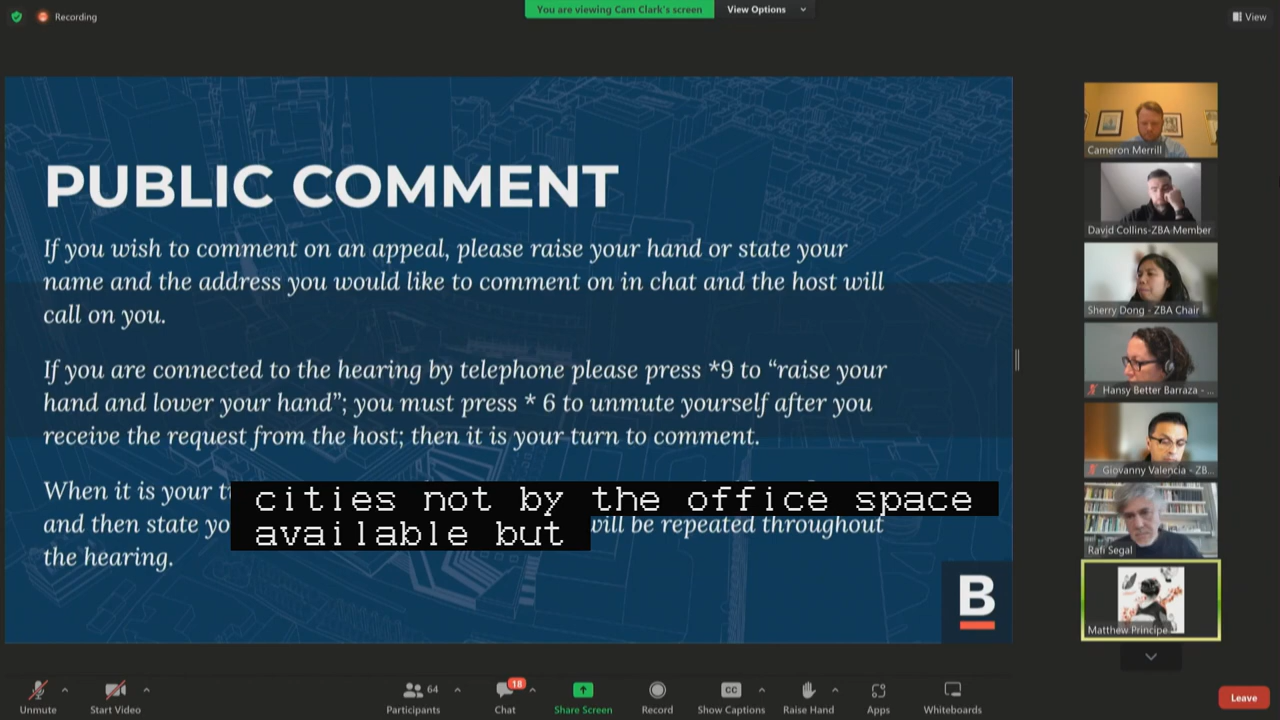 Recording
You are viewing Cam Clark's screen
View Options
View
PUBLIC COMMENT
If you wish to comment on an appeal, please raise your hand or state your
name and the address you would like to comment on in chat and the host will
call on you.
If you are connected to the hearing by telephone please press *9 to “raise your
hand and lower your hand”; you must press * 6 to unmute yourself after you
receive the request from the host; then it is your turn to comment.
When it is your
and then state
will be repeated throughout
the hearing.
cities not by the office space
available but
B
Cameron Merrill
David Collins-ZBA-Member
Sherry Dong - ZBA Chair
Hansy Better Barraza - ...
Giovanny Valencia - ZB...
Rafi Segal
Matthew Principe
Unmute
Start Video
64
Participants
18
Chat
Share Screen
Record
CC
Show Captions
Raise Hand
Apps
Whiteboards
Leave